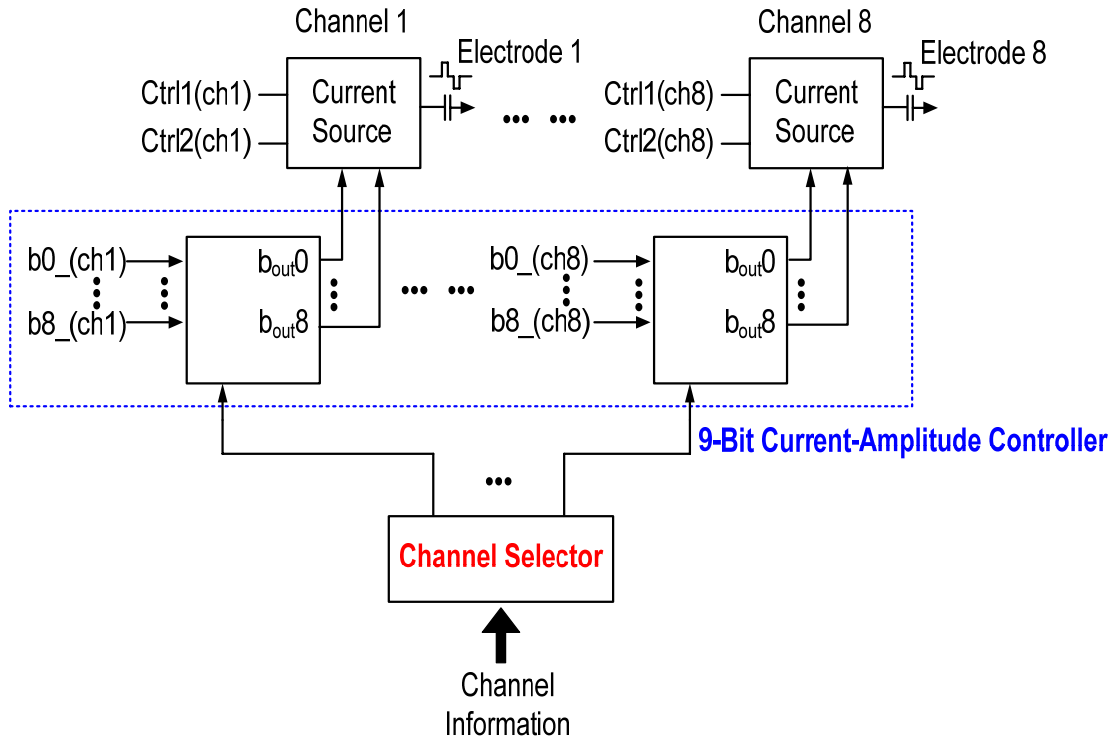 Channel 1
Channel 8
Electrode 1
Electrode 8
Ctrl1(ch1)
Ctrl2(ch1)
Current
Source
Ctrl1(ch8)
Ctrl2(ch8)
Current
Source
b0_(ch1)
b8_(ch1)
bout0
bout8
b0_(ch8)
b8_(ch8)
bout0
bout8
9-Bit Current-Amplitude Controller
Channel Selector
Channel
Information